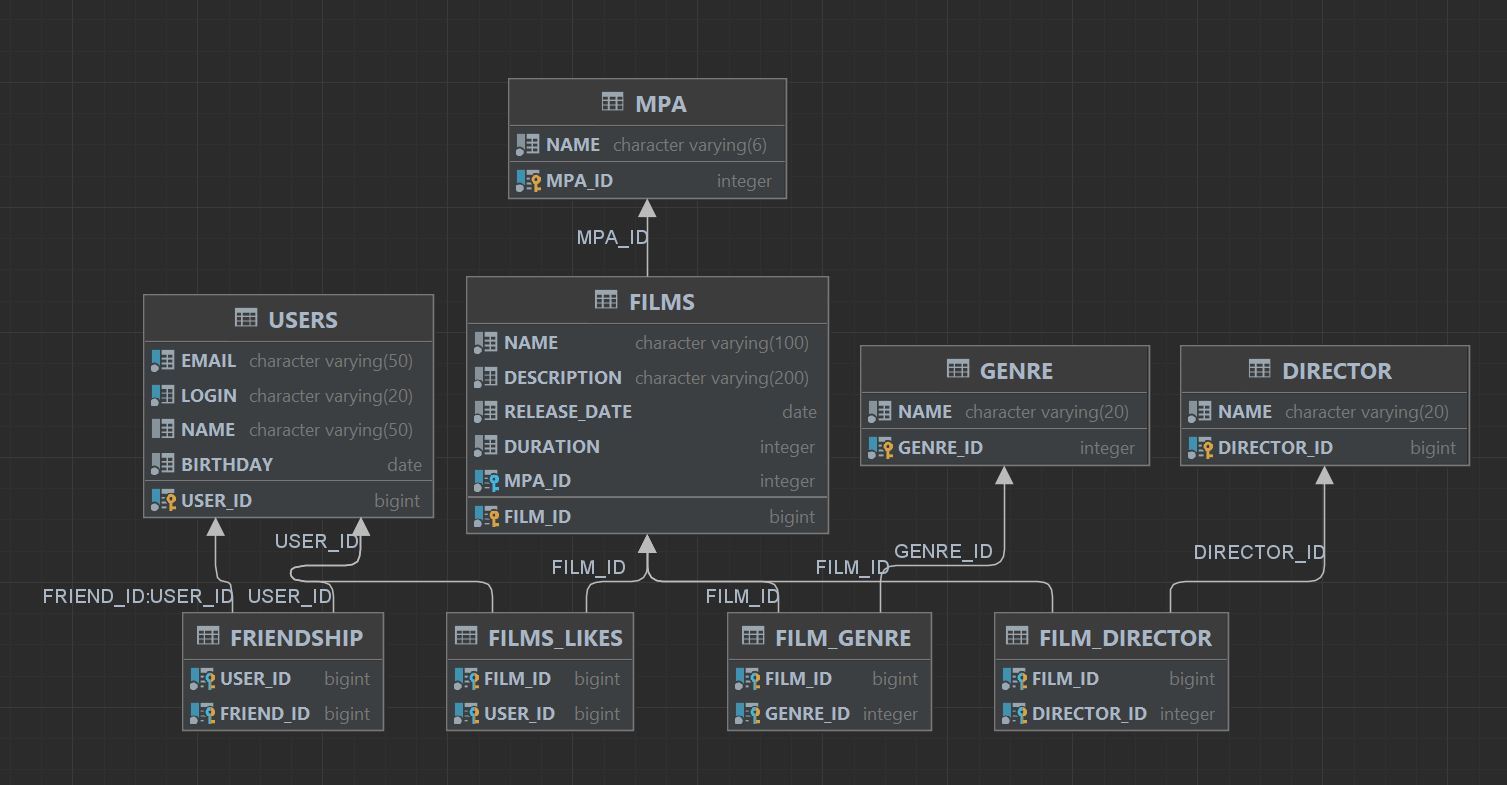 MPA
NAME character varying(6)
MPA_ID integer
MPA_ID
FILMS
NAME character varying(100)
DESCRIPTION character varying(200)
RELEASE_DATE date
DURATION integer
MPA_ID integer
FILM_ID bigint
USERS
EMAIL character varying(50)
LOGIN character varying(20)
NAME character varying(50)
BIRTHDAY date
USER_ID bigint
GENRE
NAME character varying(20)
GENRE_ID integer
DIRECTOR
NAME character varying(20)
DIRECTOR_ID bigint
USER_ID
FILM_ID
FILM_ID
GENRE_ID
DIRECTOR_ID
FRIEND_ID:USER_ID
USER_ID
FILM_ID
FRIENDSHIP
USER_ID bigint
FRIEND_ID bigint
FILMS_LIKES
FILM_ID bigint
USER_ID bigint
FILM_GENRE
FILM_ID bigint
GENRE_ID integer
FILM_DIRECTOR
FILM_ID bigint
DIRECTOR_ID integer